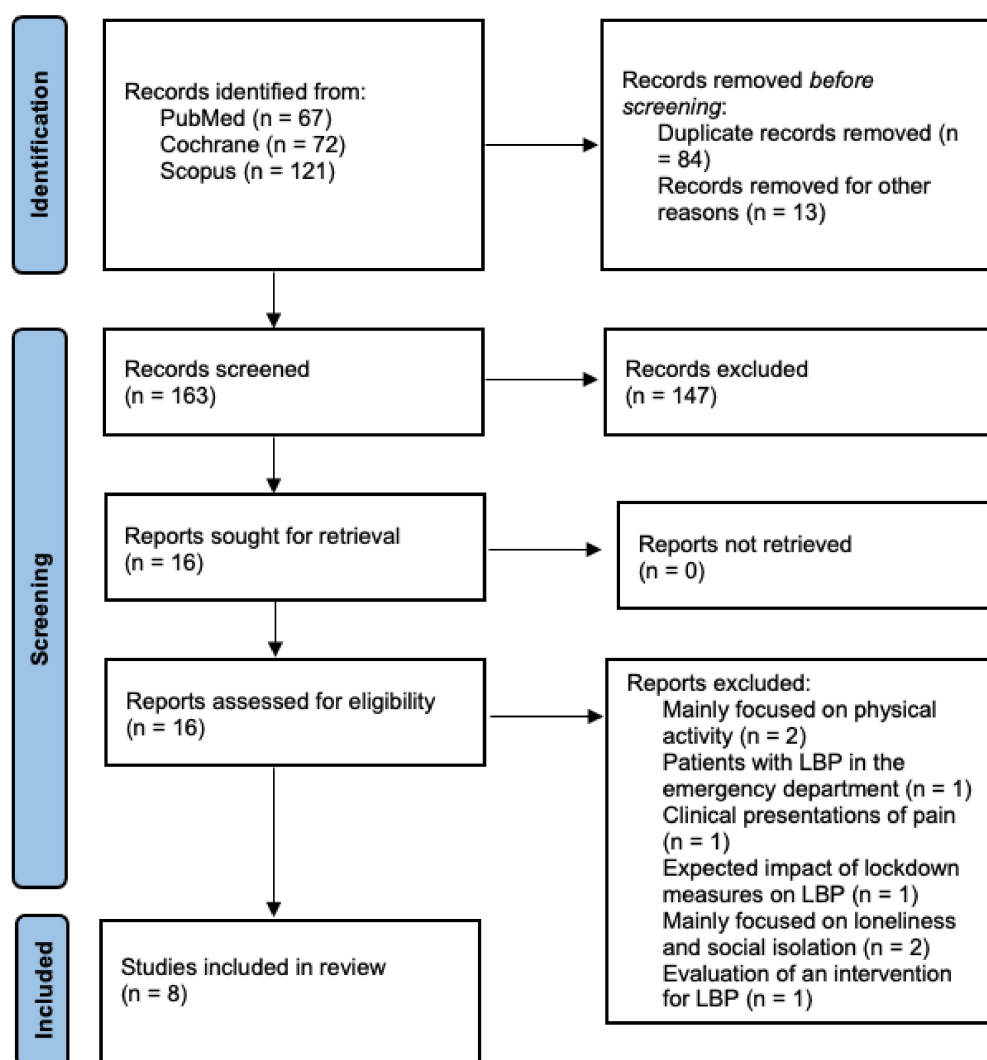 Identification
Records identified from:
PubMed (n = 67)
Cochrane (n = 72)
Scopus (n = 121)
Records removed before
screening:
Duplicate records removed (n
= 84)
Records removed for other
reasons (n = 13)
Screening
Records screened
(n = 163)
Records excluded
(n = 147)
Reports sought for retrieval
(n = 16)
Reports not retrieved
(n = 0)
Reports assessed for eligibility
(n = 16)
Reports excluded:
Mainly focused on physical
activity (n = 2)
Patients with LBP in the
emergency department (n = 1)
Clinical presentations of pain
(n = 1)
Expected impact of lockdown
measures on LBP (n = 1)
Mainly focused on loneliness
and social isolation (n = 2)
Evaluation of an intervention
for LBP (n = 1)
Included
Studies included in review
(n = 8)